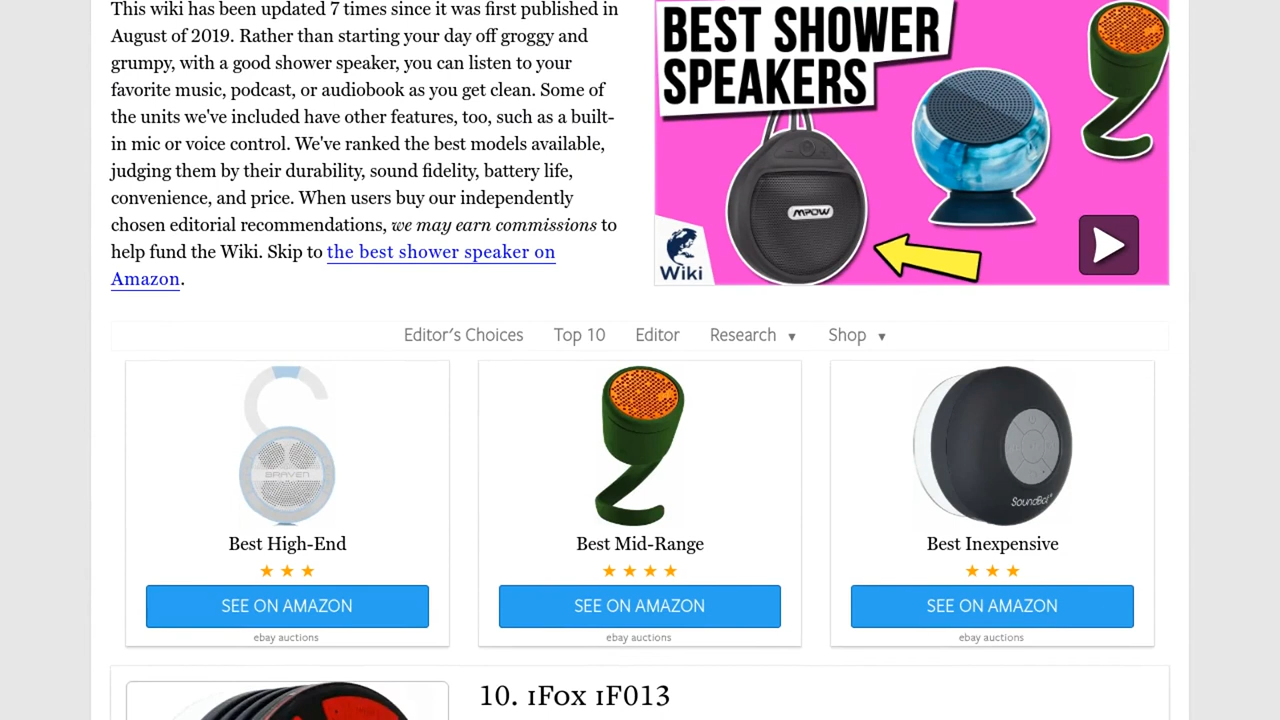 This wiki has been updated 7 times since it was first published in
August of 2019. Rather than starting your day off groggy and
grumpy, with a good shower speaker, you can listen to your
favorite music, podcast, or audiobook as you get clean. Some of
the units we've included have other features, too, such as a built-
in mic or voice control. We've ranked the best models available,
judging them by their durability, sound fidelity, battery life,
convenience, and price. When users buy our independently
chosen editorial recommendations, we may earn commissions to
help fund the Wiki. Skip to the best shower speaker on
Amazon.
BEST SHOWER
SPEAKERS
MPOW
Wiki
Editor's Choices Top 10 Editor Research ▼ Shop ▼
BRAVEN
Best High-End
★ ★ ★
SEE ON AMAZON
ebay auctions
Best Mid-Range
★ ★ ★ ★
SEE ON AMAZON
ebay auctions
SoundBot
Best Inexpensive
★ ★ ★
SEE ON AMAZON
ebay auctions
10. iFox iF013